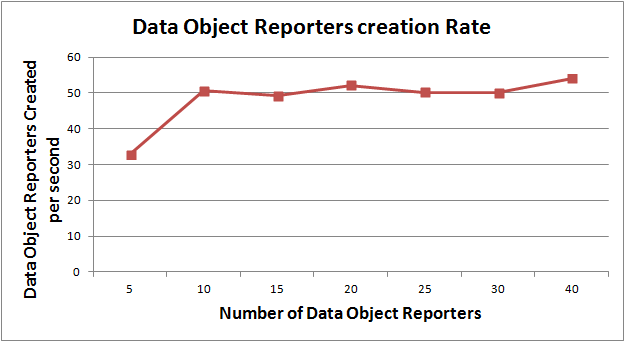 Data Object Reporters creation Rate
Data Object Reporters Created
per second
60
50
40
30
20
10
0
5 10 15 20 25 30 40
Number of Data Object Reporters